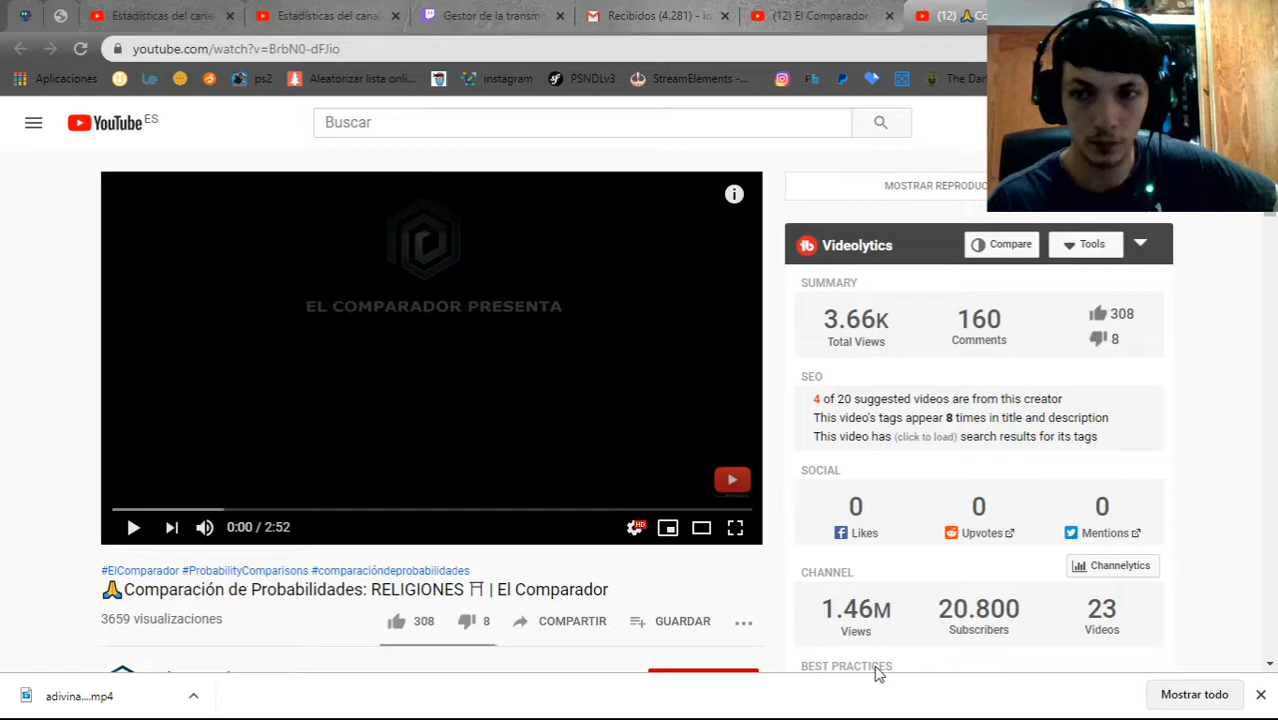 Estadísticas del cana
Estadísticas del cana
Gestor de la transmi
Recibidos (4.281) - lo
(12) El Comparador
(12) 🙏Co
youtube.com/watch?v=BrbN0-dFJio
Aplicaciones
ps2
Aleatorizar lista onli...
instagram
PSNDLv3
StreamElements -...
The Dar
YouTube ES
Buscar
EL COMPARADOR PRESENTA
0:00 / 2:52
HD
#ElComparador #ProbabilityComparisons #comparacióndeprobabilidades
🙏Comparación de Probabilidades: RELIGIONES ⛩ | El Comparador
3659 visualizaciones
308
8
COMPARTIR
GUARDAR
MOSTRAR REPRODUC
Videolytics
Compare
Tools
SUMMARY
3.66K
Total Views
160
Comments
308
8
SEO
4 of 20 suggested videos are from this creator
This video's tags appear 8 times in title and description
This video has (click to load) search results for its tags
SOCIAL
0
Likes
0
Upvotes
0
Mentions
CHANNEL
Channelytics
1.46M
Views
20.800
Subscribers
23
Videos
BEST PRACTICES
adivina....mp4
Mostrar todo